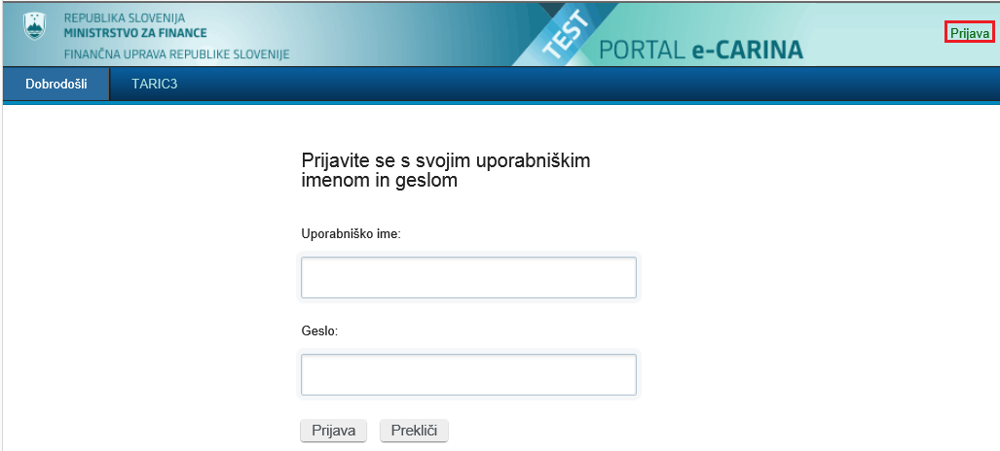 REPUBLIKA SLOVENIJA
MINISTRSTVO ZA FINANCE
FINANČNA UPRAVA REPUBLIKE SLOVENIJE
TEST
PORTAL e-CARINA
Prijava
Dobrodošli
TARIC3
Prijavite se s svojim uporabniškim
imenom in geslom
Uporabniško ime:
Geslo:
Prijava
Prekliči